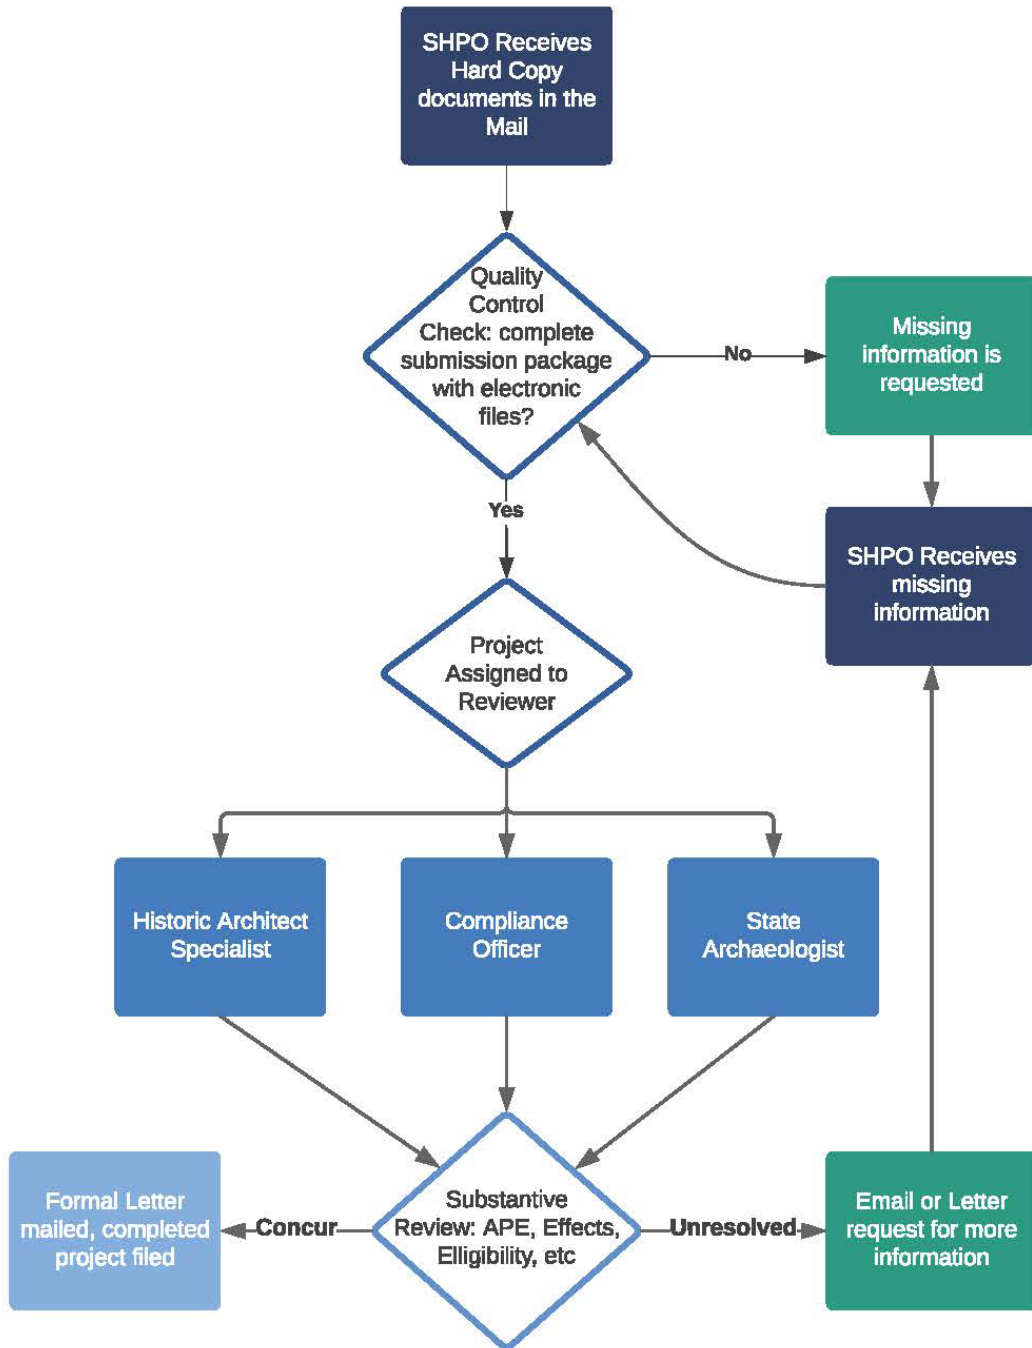 SHPO Receives
Hard Copy
documents in the
Mail
Quality
Control
Check: complete
submission package
with electronic
files?
No
Missing
information is
requested
Yes
SHPO Receives
missing
information
Project
Assigned to
Reviewer
Historic Architect
Specialist
Compliance
Officer
State
Archaeologist
Formal Letter
mailed, completed
project filed
Concur
Substantive
Review: APE, Effects,
Elligibility, etc
Unresolved
Email or Letter
request for more
information